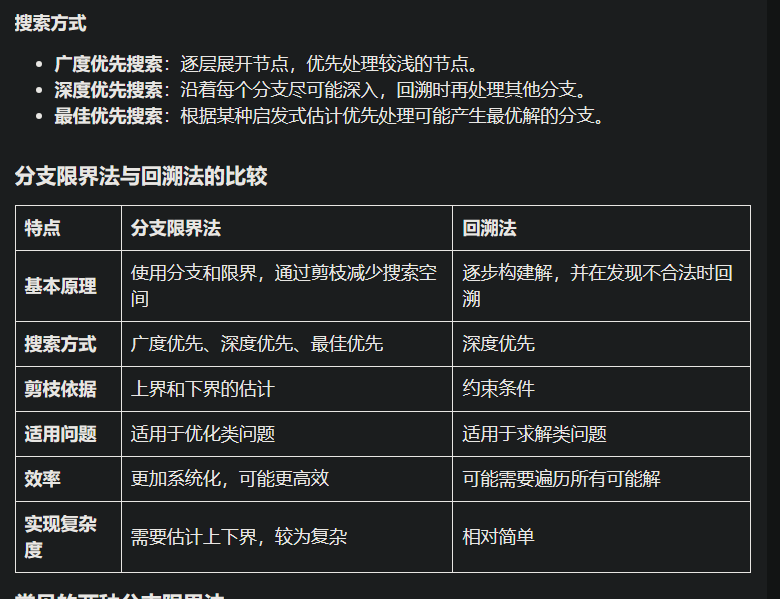 搜索方式
• 广度优先搜索：逐层展开节点，优先处理较浅的节点。
• 深度优先搜索：沿着每个分支尽可能深入，回溯时再处理其他分支。
• 最佳优先搜索：根据某种启发式估计优先处理可能产生最优解的分支。
分支限界法与回溯法的比较
特点 分支限界法 回溯法
基本原理 使用分支和限界，通过剪枝减少搜索空 逐步构建解，并在发现不合法时回
间 溯
搜索方式 广度优先、深度优先、最佳优先 深度优先
剪枝依据 上界和下界的估计 约束条件
适用问题 适用于优化类问题 适用于求解类问题
效率 更加系统化，可能更高效 可能需要遍历所有可能解
实现复杂
度 需要估计上下界，较为复杂 相对简单
常见的两种分支限界法